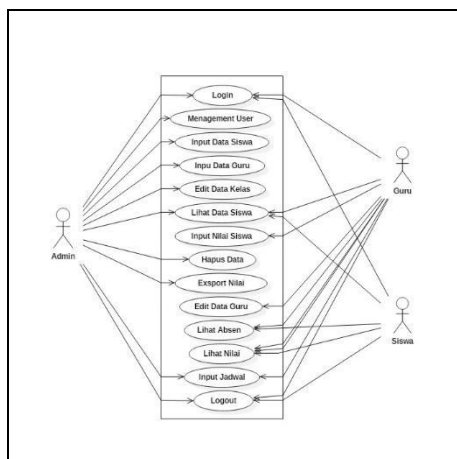 Login
Menagement User
Input Data Siswa
Inpu Data Guru
Edit Data Kelas
Lihat Data Siswa
Input Nilai Siswa
Hapus Data
Exsport Nilai
Edit Data Guru
Lihat Absen
Lihat Nilai
Input Jadwal
Logout
Admin
Guru
Siswa